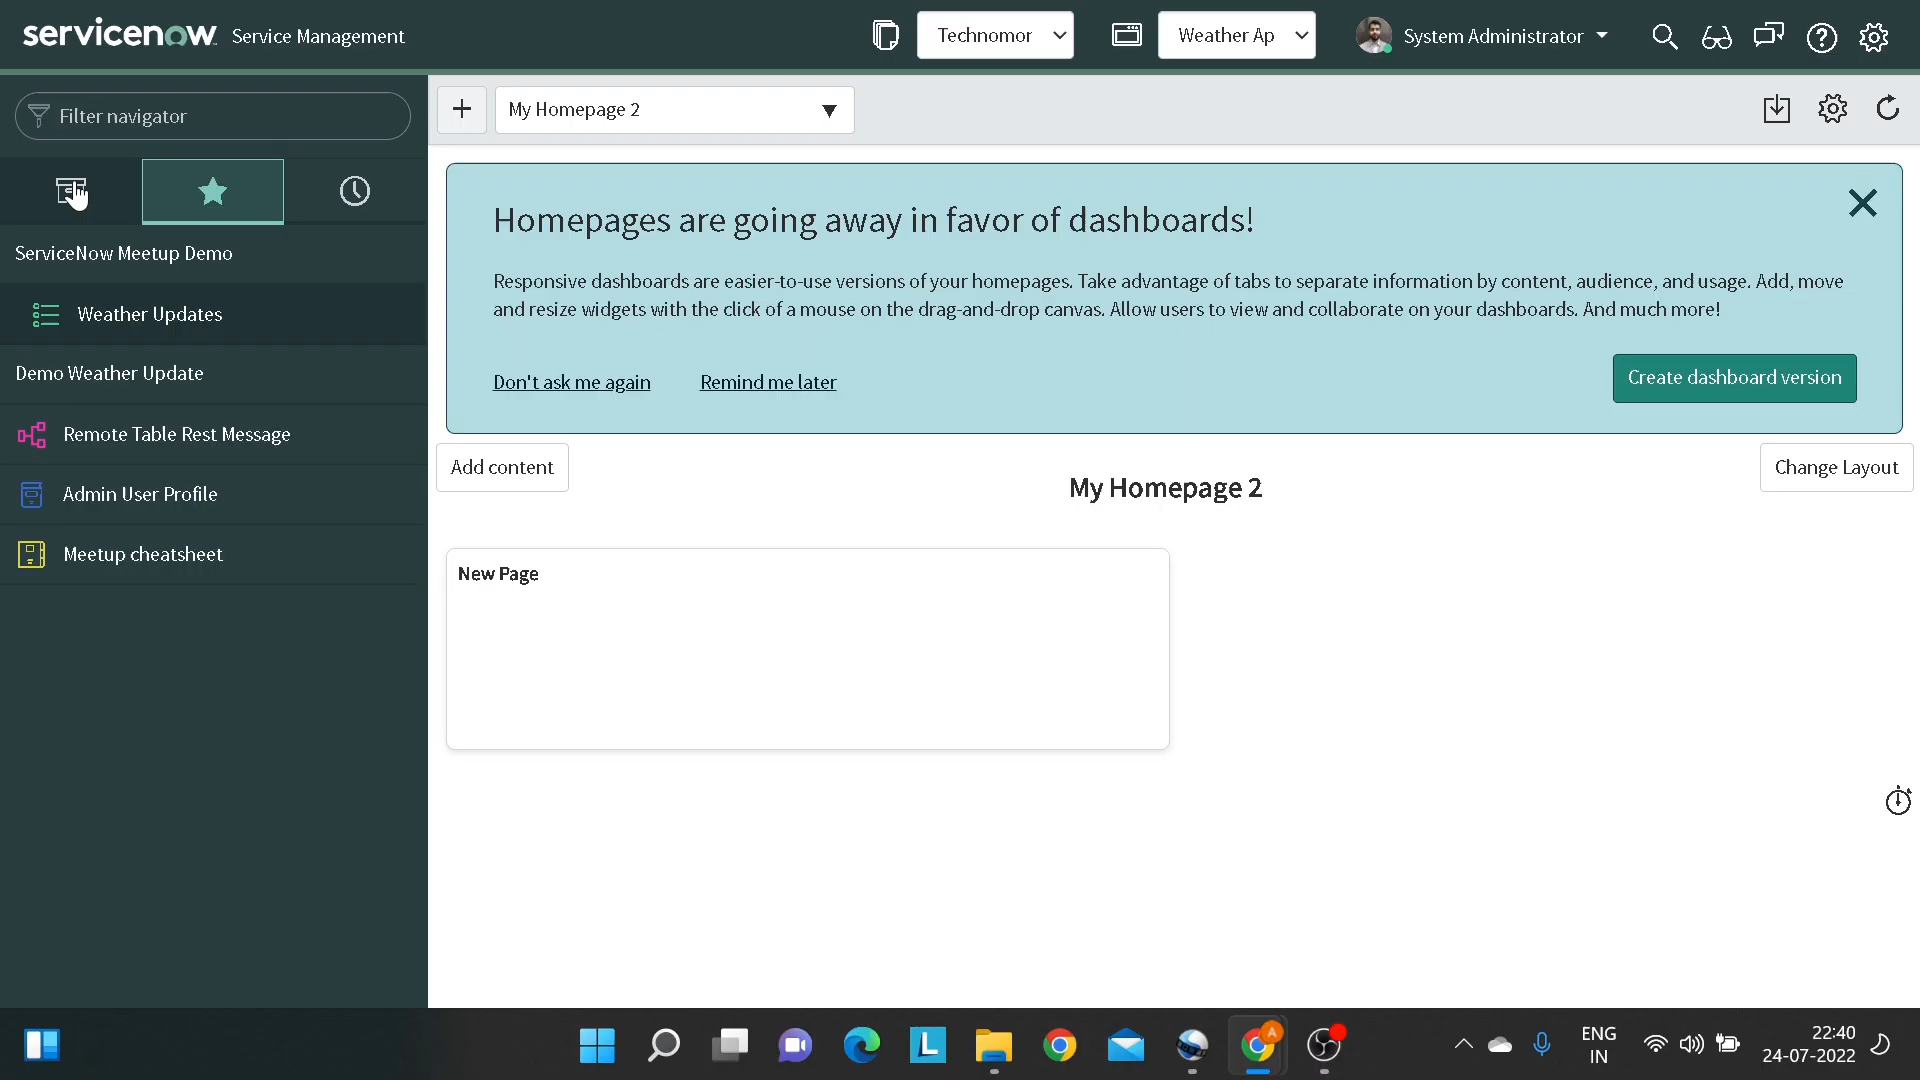 servicenow Service Management
Technomor
Weather Ap
System Administrator
Filter navigator
My Homepage 2
ServiceNow Meetup Demo
Weather Updates
Demo Weather Update
Remote Table Rest Message
Admin User Profile
Meetup cheatsheet
Homepages are going away in favor of dashboards!
Responsive dashboards are easier-to-use versions of your homepages. Take advantage of tabs to separate information by content, audience, and usage. Add, move
and resize widgets with the click of a mouse on the drag-and-drop canvas. Allow users to view and collaborate on your dashboards. And much more!
Don't ask me again
Remind me later
Create dashboard version
Add content
My Homepage 2
Change Layout
New Page
L
A
ENG
IN
22:40
24-07-2022